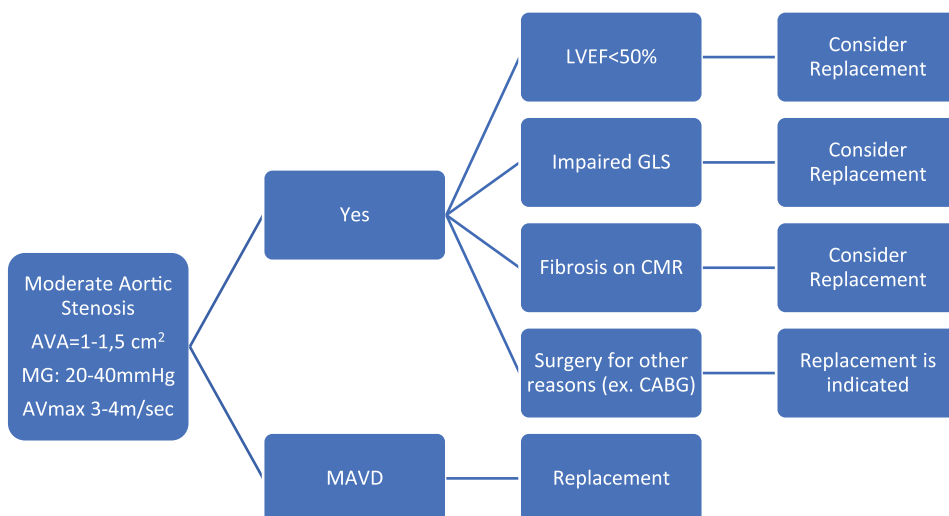 Moderate Aortic
Stenosis
AVA=1-1,5 cm²
MG: 20-40mmHg
AVmax 3-4m/sec
Yes
LVEF<50%
Consider
Replacement
Impaired GLS
Consider
Replacement
Fibrosis on CMR
Consider
Replacement
Surgery for other
reasons (ex. CABG)
Replacement is
indicated
MAVD
Replacement